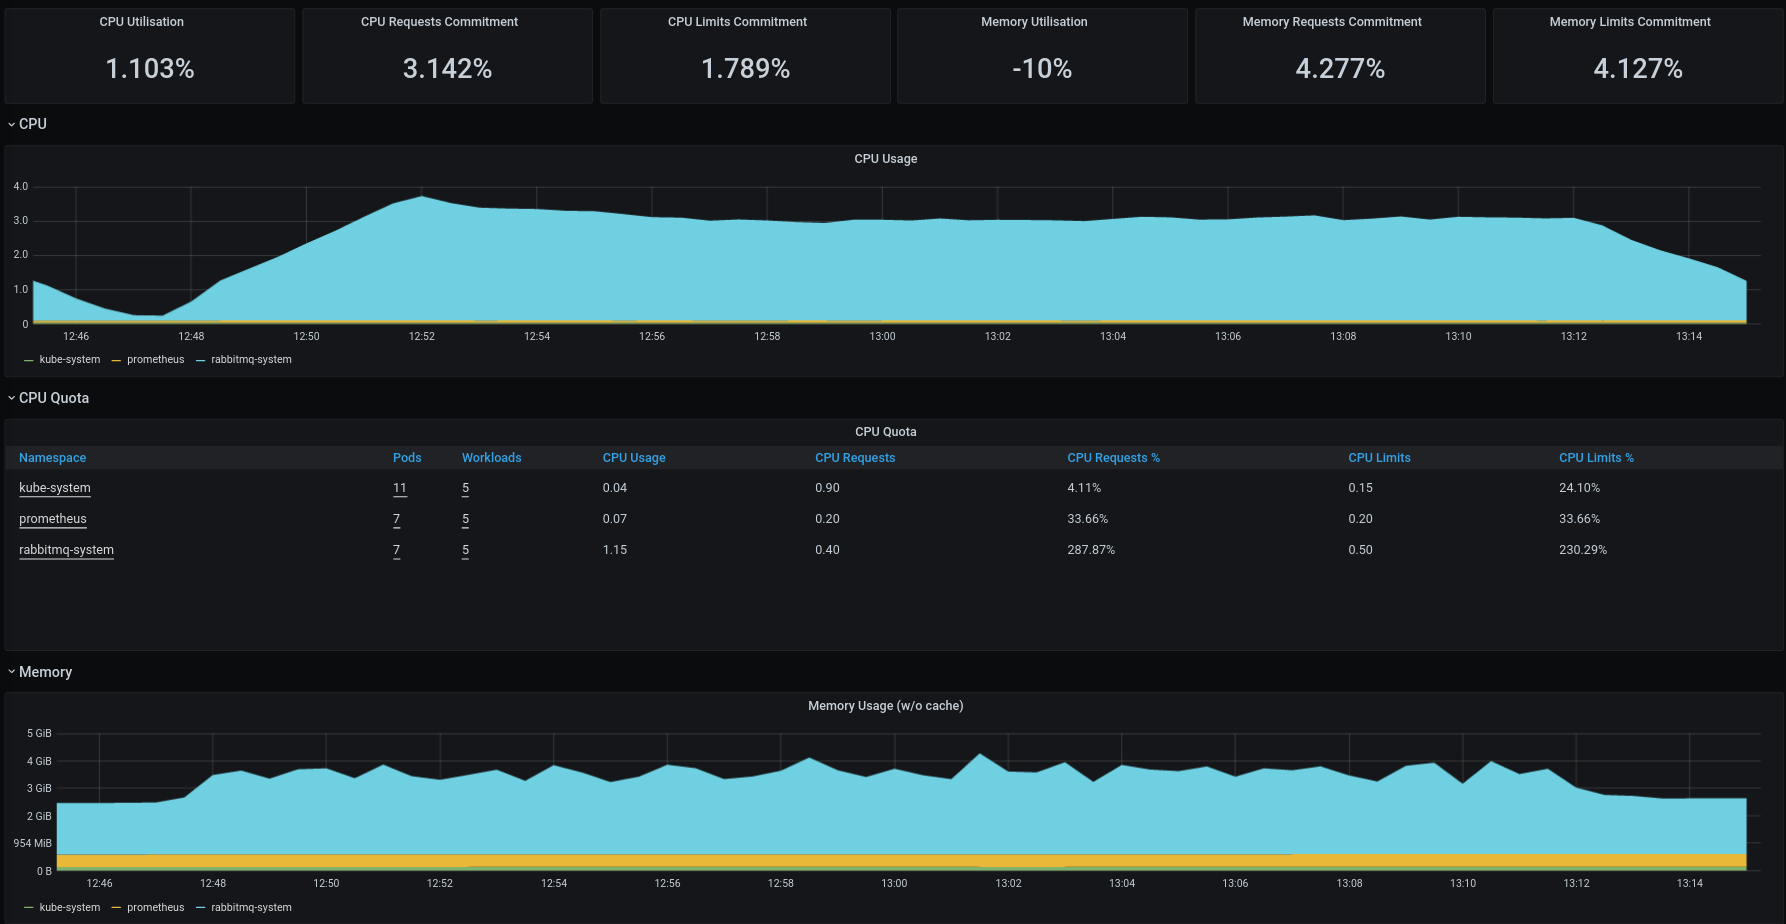 CPU Utilisation CPU Requests Commitment CPU Limits Commitment Memory Utilisation Memory Requests Commitment Memory Limits Commitment
1.103% 3.142% 1.789% -10% 4.277% 4.127%
CPU
CPU Usage
4.0
3.0
2.0
1.0
0
12:46 12:48 12:50 12:52 12:54 12:56 12:58 13:00 13:02 13:04 13:06 13:08 13:10 13:12 13:14
kube-system prometheus rabbitmq-system
CPU Quota
CPU Quota
Namespace Pods Workloads CPU Usage CPU Requests CPU Requests % CPU Limits CPU Limits %
kube-system 11 5 0.04 0.90 4.11% 0.15 24.10%
prometheus 7 5 0.07 0.20 33.66% 0.20 33.66%
rabbitmq-system 7 5 1.15 0.40 287.87% 0.50 230.29%
Memory
Memory Usage (w/o cache)
5 GiB
4 GiB
3 GiB
2 GiB
954 MiB
0 B
12:46 12:48 12:50 12:52 12:54 12:56 12:58 13:00 13:02 13:04 13:06 13:08 13:10 13:12 13:14
kube-system prometheus rabbitmq-system